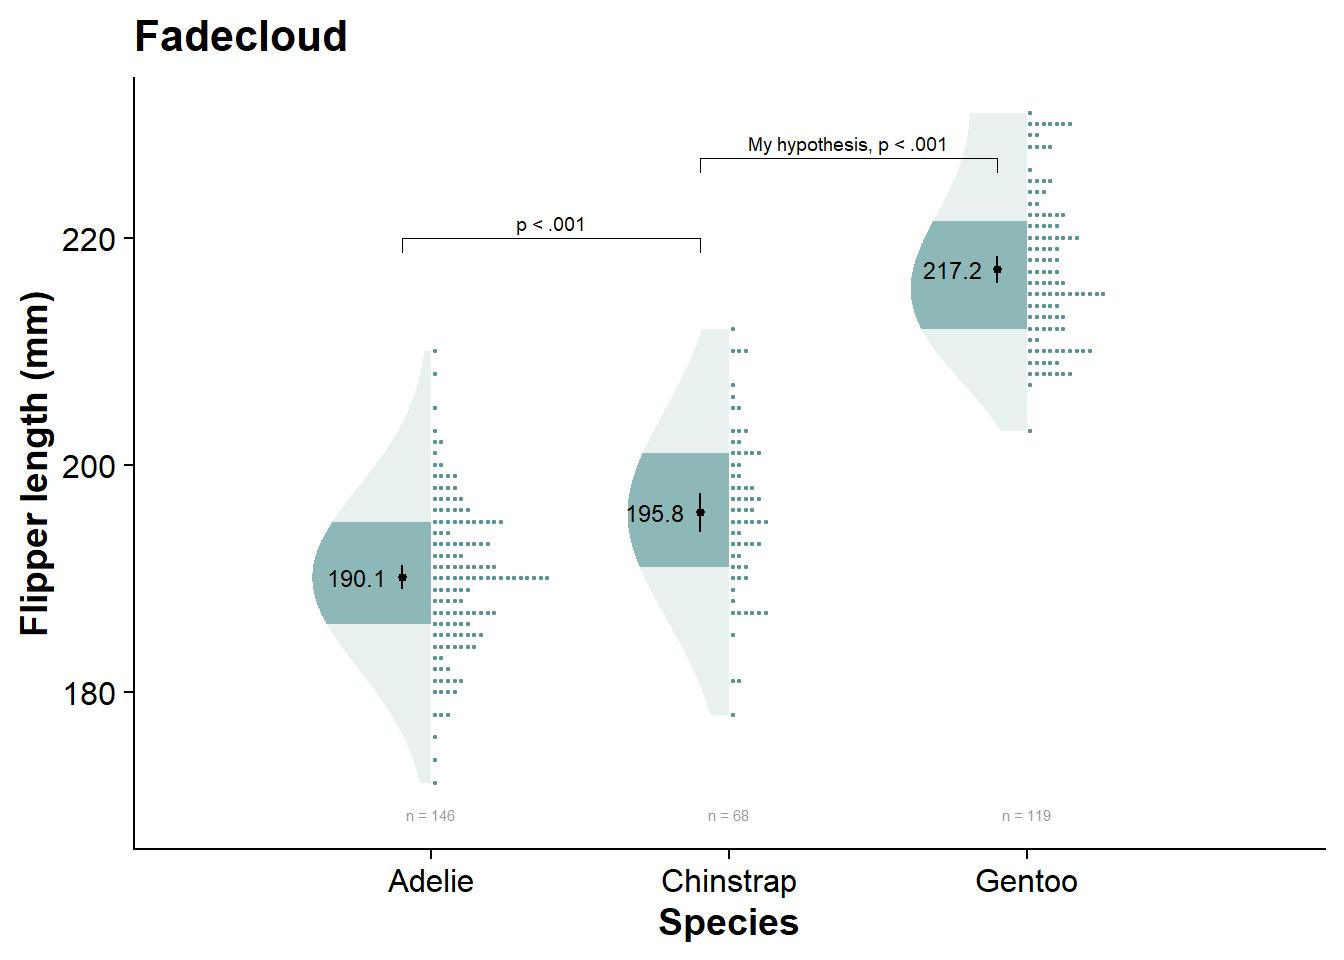 Fadecloud
My hypothesis, p < .001
p < .001
220
217.2
Flipper length (mm)
200
195.8
190.1
180
n = 146
n = 68
n = 119
Adelie
Chinstrap
Gentoo
Species